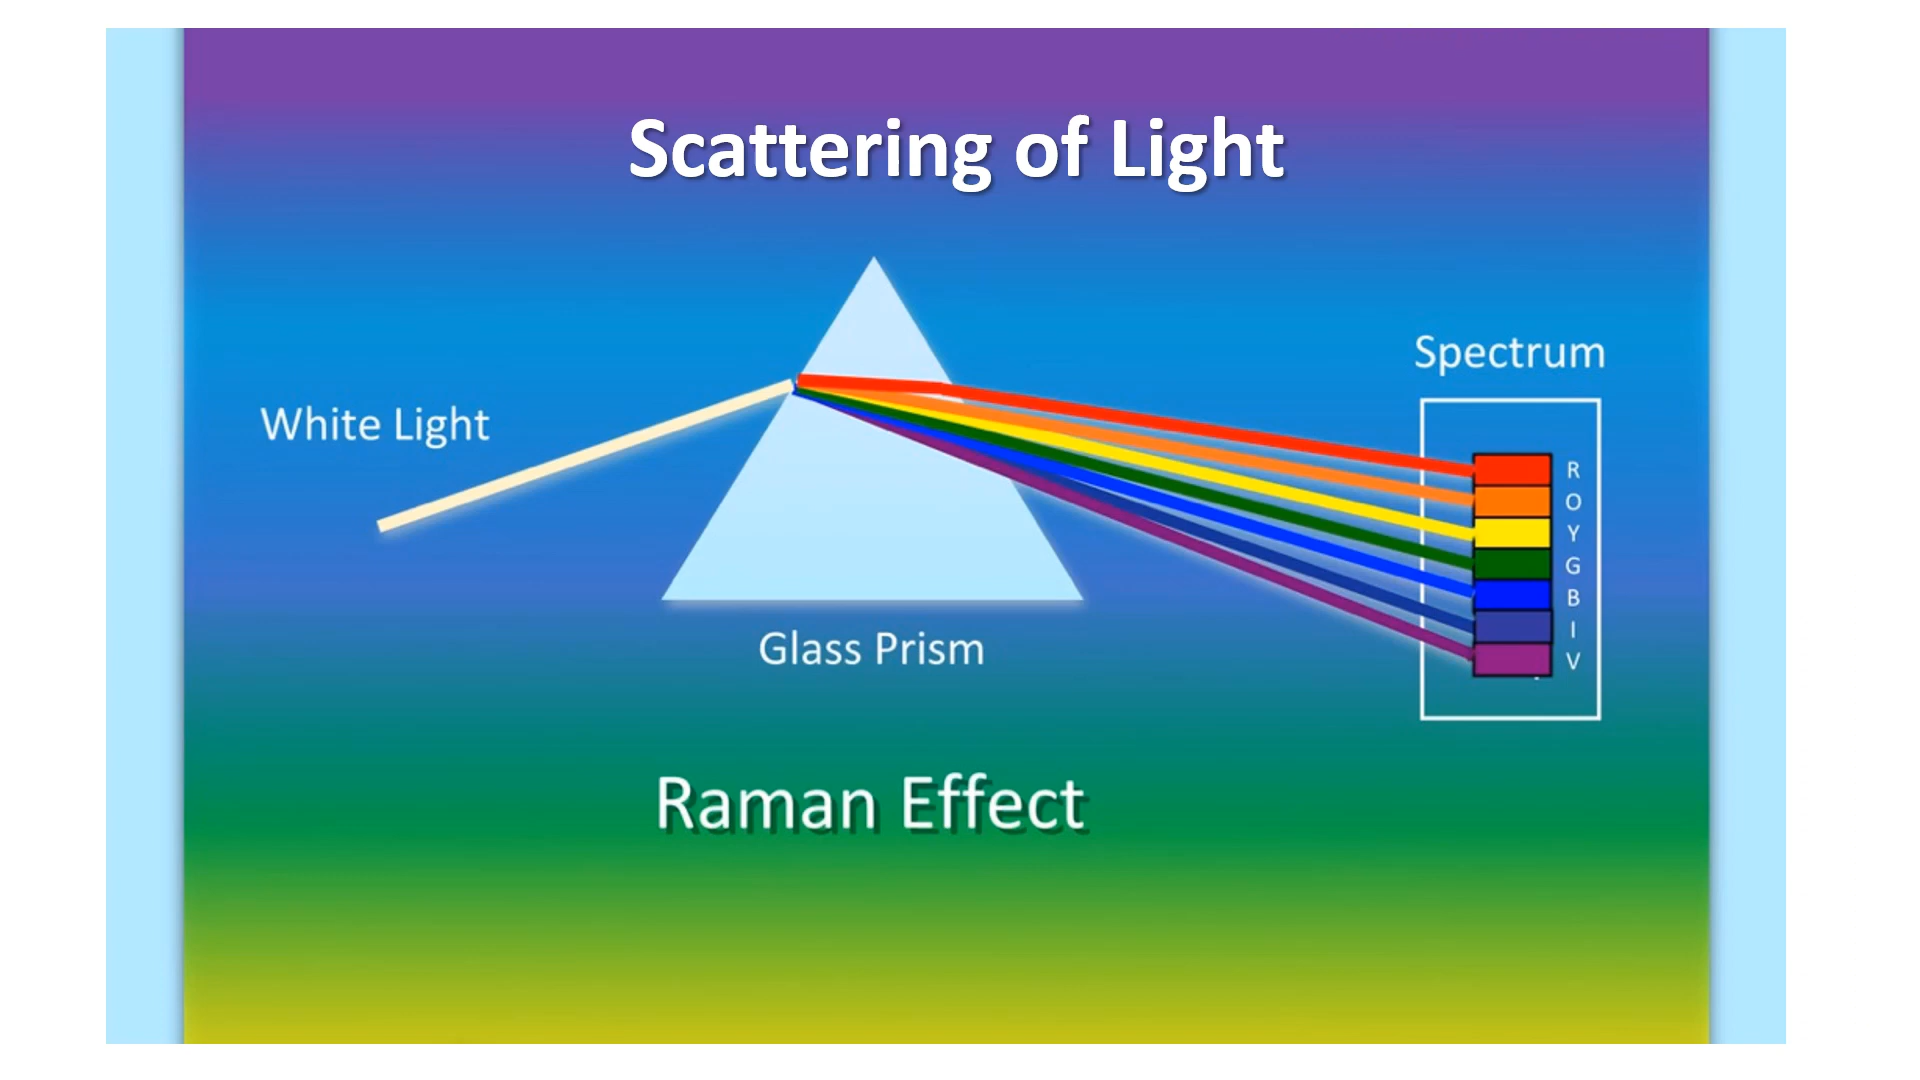 Scattering of Light
Spectrum
White Light
R
O
Y
G
B
I
V
Glass Prism
Raman Effect